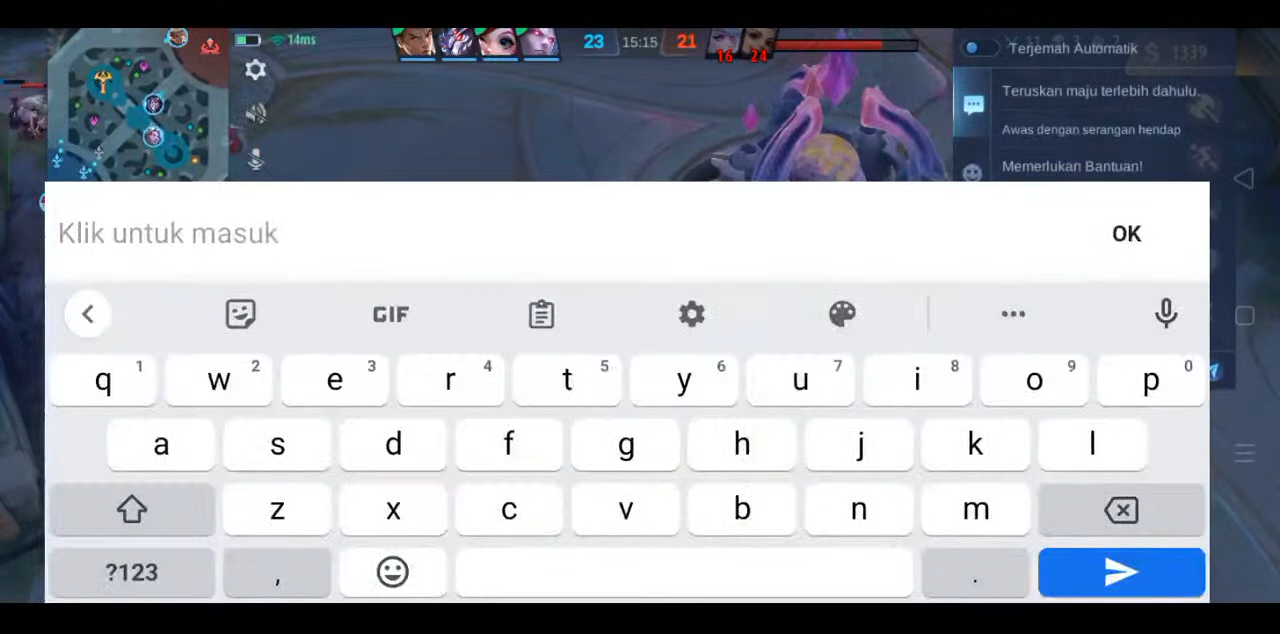 14ms
23 15:15 21
16 24
Terjemah Automatik
1339
Teruskan maju terlebih dahulu.
Awas dengan serangan hendap
Memerlukan Bantuan!
Klik untuk masuk
OK
GIF
q 1 w 2 e 3 r 4 t 5 y 6 u 7 i 8 o 9 p 0
a s d f g h j k l
z x c v b n m
?123 , .